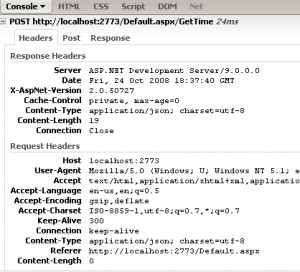 Console HTML CSS Script DOM Net
POST http://localhost:2773/Default.aspx/GetTime 24ms
Headers Post Response
Response Headers
Server ASP.NET Development Server/9.0.0.0
Date Fri, 24 Oct 2008 18:37:40 GMT
X-AspNet-Version 2.0.50727
Cache-Control private, max-age=0
Content-Type application/json; charset=utf-8
Content-Length 19
Connection Close
Request Headers
Host localhost:2773
User-Agent Mozilla/5.0 (Windows; U; Windows NT 5.1; e
Accept text/html,application/xhtml+xml,applicatio
Accept-Language en-us,en;q=0.5
Accept-Encoding gzip,deflate
Accept-Charset ISO-8859-1,utf-8;q=0.7,*;q=0.7
Keep-Alive 300
Connection keep-alive
Content-Type application/json; charset=utf-8
Referer http://localhost:2773/Default.aspx
Content-Length 0